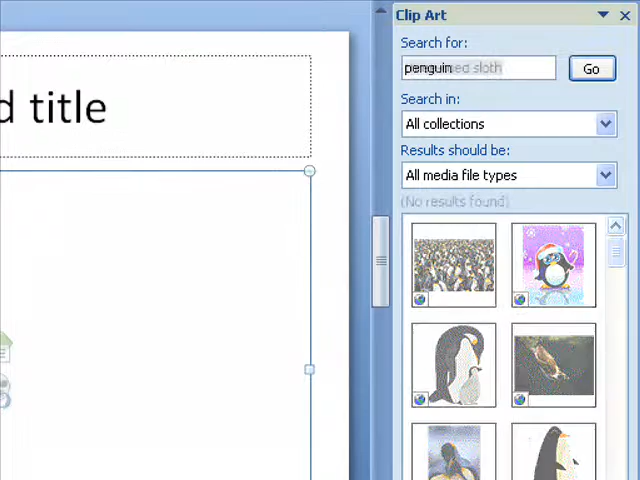 Clip Art
Search for:
penguin sloth
Go
d title
Search in:
All collections
Results should be:
All media file types
(No results found)